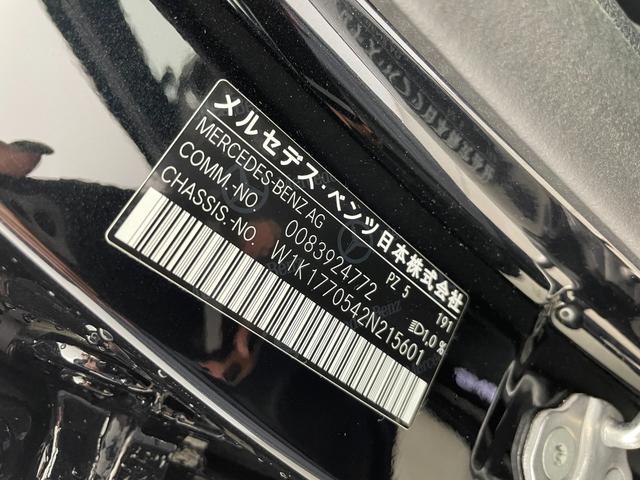 メルセデス・ベンツ日本株式会社
MERCEDES-BENZ AG 191
COMM.-NO 0083924772 PZ 5 1,0 %
CHASSIS.-NO. W1K1770542N215601